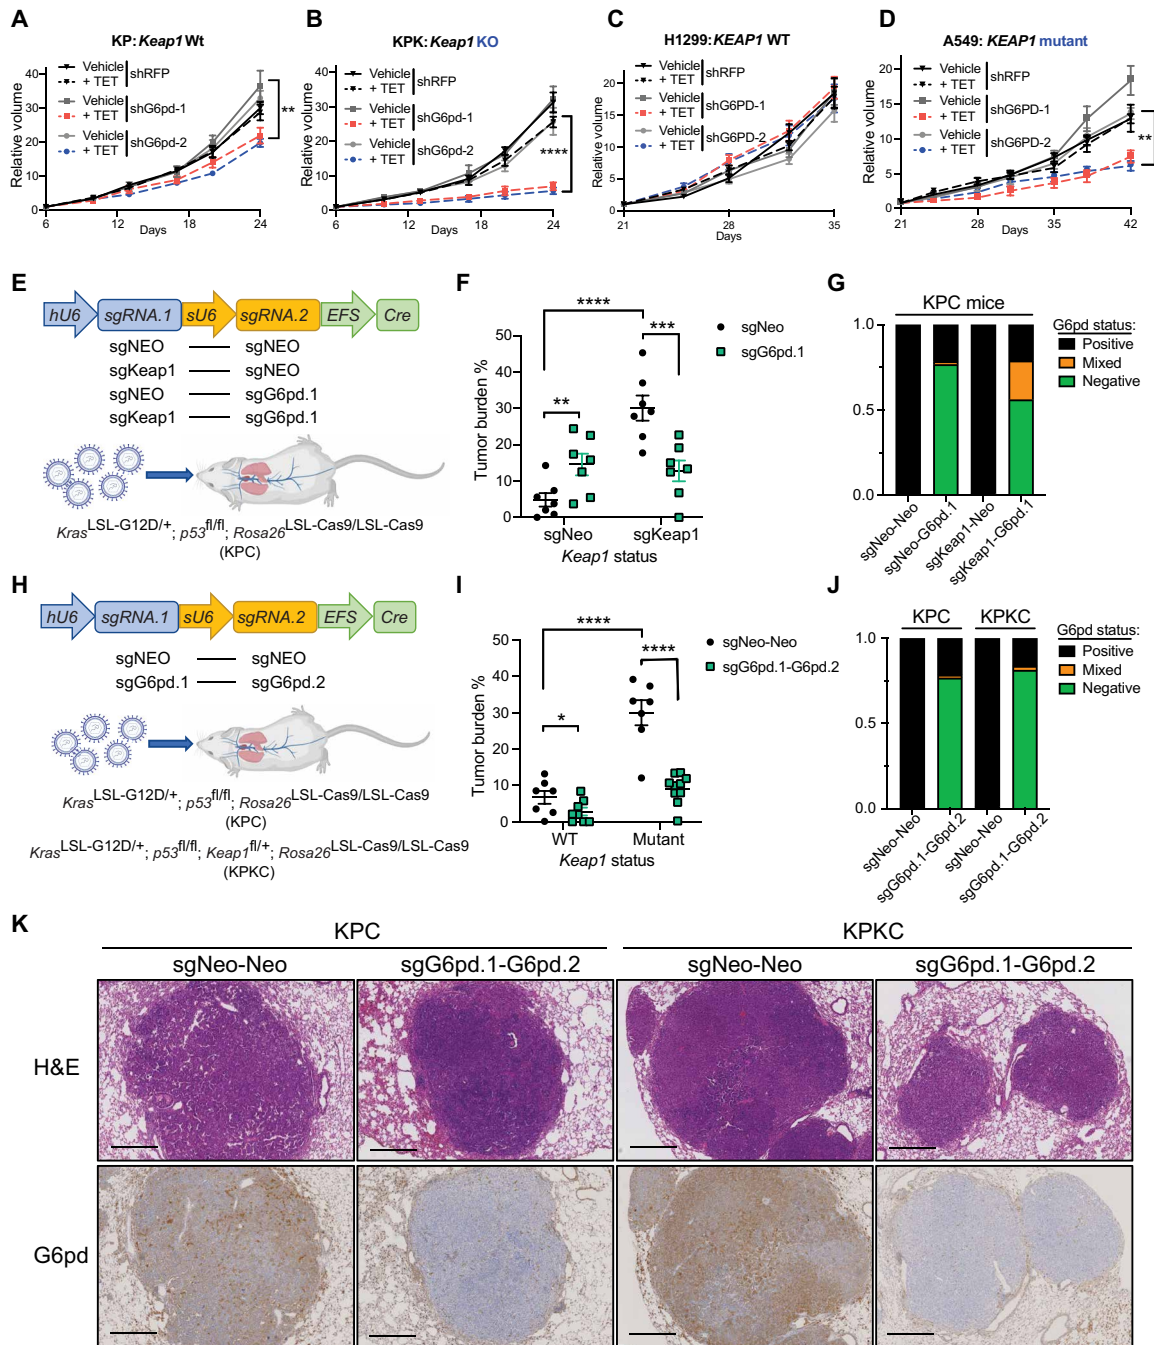 A
KP: Keap1 Wt
Relative volume
40
30
20
10
0
6
12
18
24
Days
Vehicle
+ TET
shRFP
Vehicle
+ TET
shG6pd-1
Vehicle
+ TET
shG6pd-2
**
B
KPK: Keap1 KO
Relative volume
40
30
20
10
0
6
12
18
24
Days
Vehicle
+ TET
shRFP
Vehicle
+ TET
shG6pd-1
Vehicle
+ TET
shG6pd-2
****
C
H1299: KEAP1 WT
Relative volume
20
15
10
5
0
21
28
35
Days
Vehicle
+ TET
shRFP
Vehicle
+ TET
shG6PD-1
Vehicle
+ TET
shG6PD-2
D
A549: KEAP1 mutant
Relative volume
20
15
10
5
0
21
28
35
42
Days
Vehicle
+ TET
shRFP
Vehicle
+ TET
shG6PD-1
Vehicle
+ TET
shG6PD-2
**
E
hU6 sgRNA.1 sU6 sgRNA.2 EFS Cre
sgNEO — sgNEO
sgKeap1 — sgNEO
sgNEO — sgG6pd.1
sgKeap1 — sgG6pd.1
KrasLSL-G12D/+; p53fl/fl; Rosa26LSL-Cas9/LSL-Cas9
(KPC)
F
Tumor burden %
50
40
30
20
10
0
**
****
***
sgNeo
sgG6pd.1
sgNeo
sgKeap1
Keap1 status
G
KPC mice
1.0
0.5
0.0
sgNeo-Neo
sgNeo-G6pd.1
sgKeap1-Neo
sgKeap1-G6pd.1
G6pd status:
Positive
Mixed
Negative
H
hU6 sgRNA.1 sU6 sgRNA.2 EFS Cre
sgNEO — sgNEO
sgG6pd.1 — sgG6pd.2
KrasLSL-G12D/+; p53fl/fl; Rosa26LSL-Cas9/LSL-Cas9
(KPC)
KrasLSL-G12D/+; p53fl/fl; Keap1fl/+; Rosa26LSL-Cas9/LSL-Cas9
(KPKC)
I
Tumor burden %
50
40
30
20
10
0
*
****
****
sgNeo-Neo
sgG6pd.1-G6pd.2
WT
Mutant
Keap1 status
J
KPC
KPKC
1.0
0.5
0.0
sgNeo-Neo
sgG6pd.1-G6pd.2
sgNeo-Neo
sgG6pd.1-G6pd.2
G6pd status:
Positive
Mixed
Negative
K
KPC
KPKC
sgNeo-Neo
sgG6pd.1-G6pd.2
sgNeo-Neo
sgG6pd.1-G6pd.2
H&E
G6pd